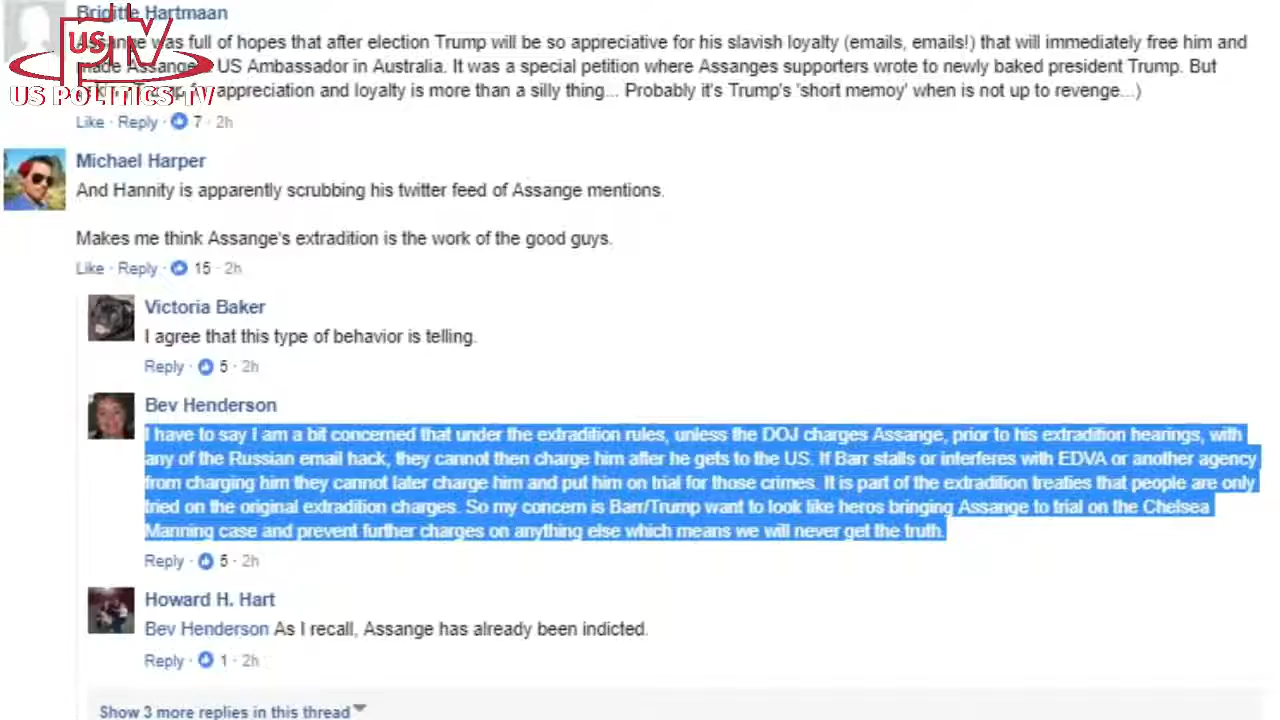 Brigitte Hartmaan
Assange was full of hopes that after election Trump will be so appreciative for his slavish loyalty (emails, emails!) that will immediately free him and
made Assange US Ambassador in Australia. It was a special petition where Assanges supporters wrote to newly baked president Trump. But
appreciation and loyalty is more than a silly thing... Probably it's Trump's 'short memoy' when is not up to revenge...)
US
TV
US POLITICS TV
Like · Reply · 7 · 2h
Michael Harper
And Hannity is apparently scrubbing his twitter feed of Assange mentions.
Makes me think Assange's extradition is the work of the good guys.
Like · Reply · 15 · 2h
Victoria Baker
I agree that this type of behavior is telling.
Reply · 5 · 2h
Bev Henderson
I have to say I am a bit concerned that under the extradition rules, unless the DOJ charges Assange, prior to his extradition hearings, with
any of the Russian email hack, they cannot then charge him after he gets to the US. If Barr stalls or interferes with EDVA or another agency
from charging him they cannot later charge him and put him on trial for those crimes. It is part of the extradition treaties that people are only
tried on the original extradition charges. So my concern is Barr/Trump want to look like heros bringing Assange to trial on the Chelsea
Manning case and prevent further charges on anything else which means we will never get the truth.
Reply · 5 · 2h
Howard H. Hart
Bev Henderson As I recall, Assange has already been indicted.
Reply · 1 · 2h
Show 3 more replies in this thread